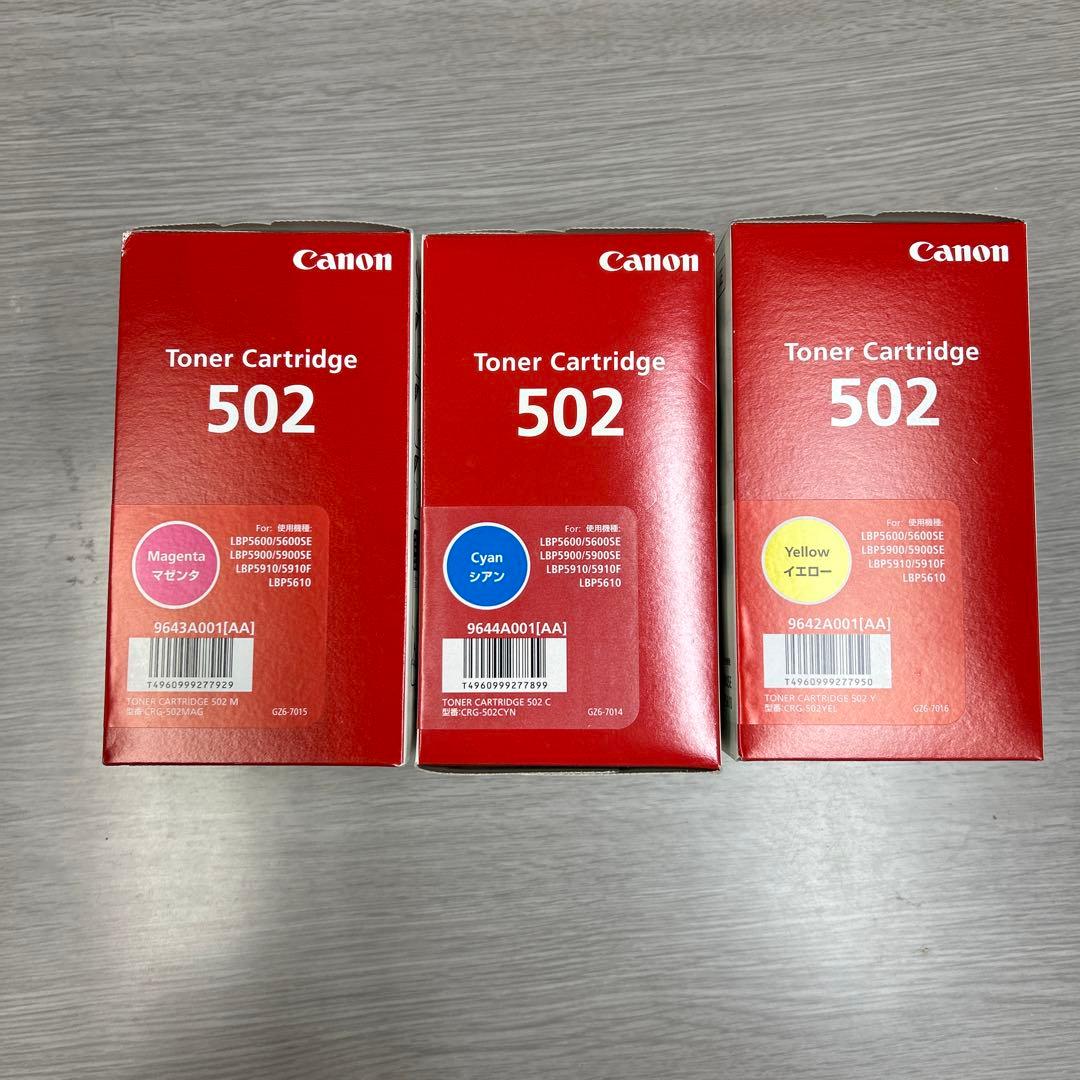 Canon
Toner Cartridge
502
For: 使用機種:
LBP5600/5600SE
LBP5900/5900SE
LBP5910/5910F
LBP5610
Magenta
マゼンタ
9643A001[AA]
T4960999277929
TONER CARTRIDGE 502 M
型番:CRG-502MAG
GZ6-7015
Canon
Toner Cartridge
502
For: 使用機種:
LBP5600/5600SE
LBP5900/5900SE
LBP5910/5910F
LBP5610
Cyan
シアン
9644A001[AA]
T4960999277899
TONER CARTRIDGE 502 C
型番:CRG-502CYN
GZ6-7014
Canon
Toner Cartridge
502
For: 使用機種:
LBP5600/5600SE
LBP5900/5900SE
LBP5910/5910F
LBP5610
Yellow
イエロー
9642A001[AA]
T4960999277950
TONER CARTRIDGE 502 Y
型番:CRG-502YEL
GZ6-7016